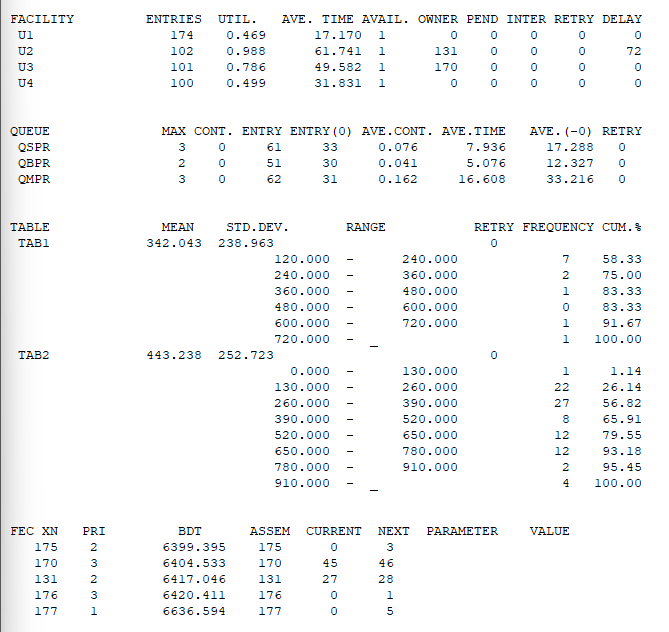 FACILITY ENTRIES UTIL. AVE. TIME AVAIL. OWNER PEND INTER RETRY DELAY
U1 174 0.469 17.170 1 0 0 0 0 0
U2 102 0.988 61.741 1 131 0 0 0 72
U3 101 0.786 49.582 1 170 0 0 0 0
U4 100 0.499 31.831 1 0 0 0 0 0
QUEUE MAX CONT. ENTRY ENTRY(0) AVE.CONT. AVE.TIME AVE.(-0) RETRY
QSPR 3 0 61 33 0.076 7.936 17.288 0
QBPR 2 0 51 30 0.041 5.076 12.327 0
QMPR 3 0 62 31 0.162 16.608 33.216 0
TABLE MEAN STD.DEV. RANGE RETRY FREQUENCY CUM.%
TAB1 342.043 238.963 0
120.000 - 240.000 7 58.33
240.000 - 360.000 2 75.00
360.000 - 480.000 1 83.33
480.000 - 600.000 0 83.33
600.000 - 720.000 1 91.67
720.000 - _ 1 100.00
TAB2 443.238 252.723 0
0.000 - 130.000 1 1.14
130.000 - 260.000 22 26.14
260.000 - 390.000 27 56.82
390.000 - 520.000 8 65.91
520.000 - 650.000 12 79.55
650.000 - 780.000 12 93.18
780.000 - 910.000 2 95.45
910.000 - _ 4 100.00
FEC XN PRI BDT ASSEM CURRENT NEXT PARAMETER VALUE
175 2 6399.395 175 0 3
170 3 6404.533 170 45 46
131 2 6417.046 131 27 28
176 3 6420.411 176 0 1
177 1 6636.594 177 0 5